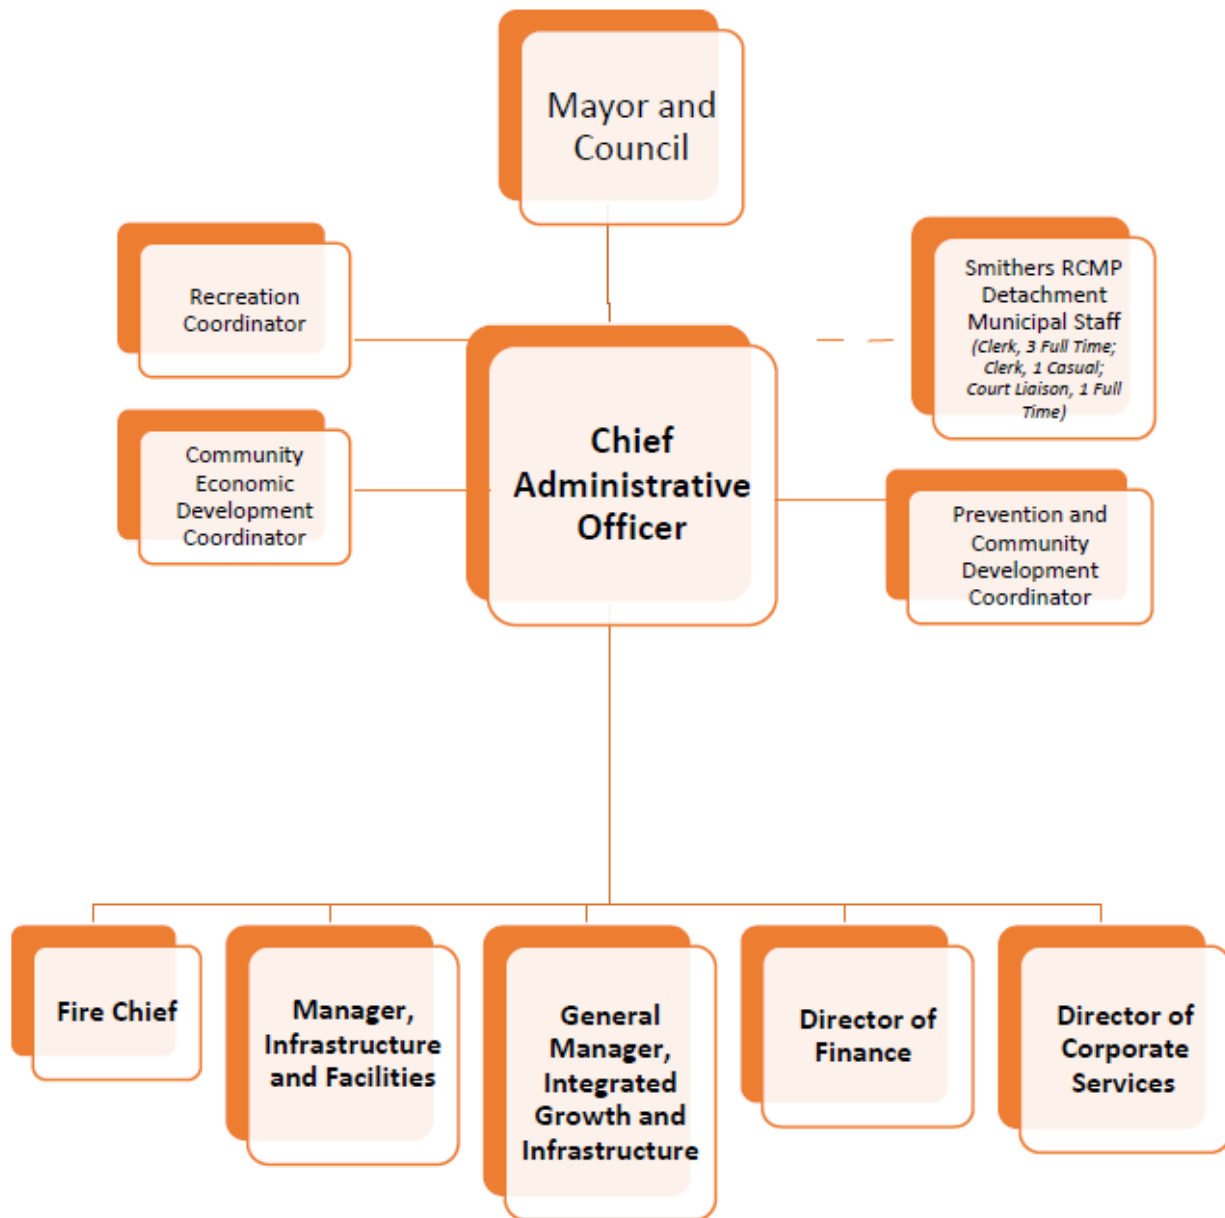 Mayor and
Council
Recreation
Coordinator
Smithers RCMP
Detachment
Municipal Staff
(Clerk, 3 Full Time;
Clerk, 1 Casual;
Court Liaison, 1 Full
Time)
Community
Economic
Development
Coordinator
Chief
Administrative
Officer
Prevention and
Community
Development
Coordinator
Fire Chief
Manager,
Infrastructure
and Facilities
General
Manager,
Integrated
Growth and
Infrastructure
Director of
Finance
Director of
Corporate
Services